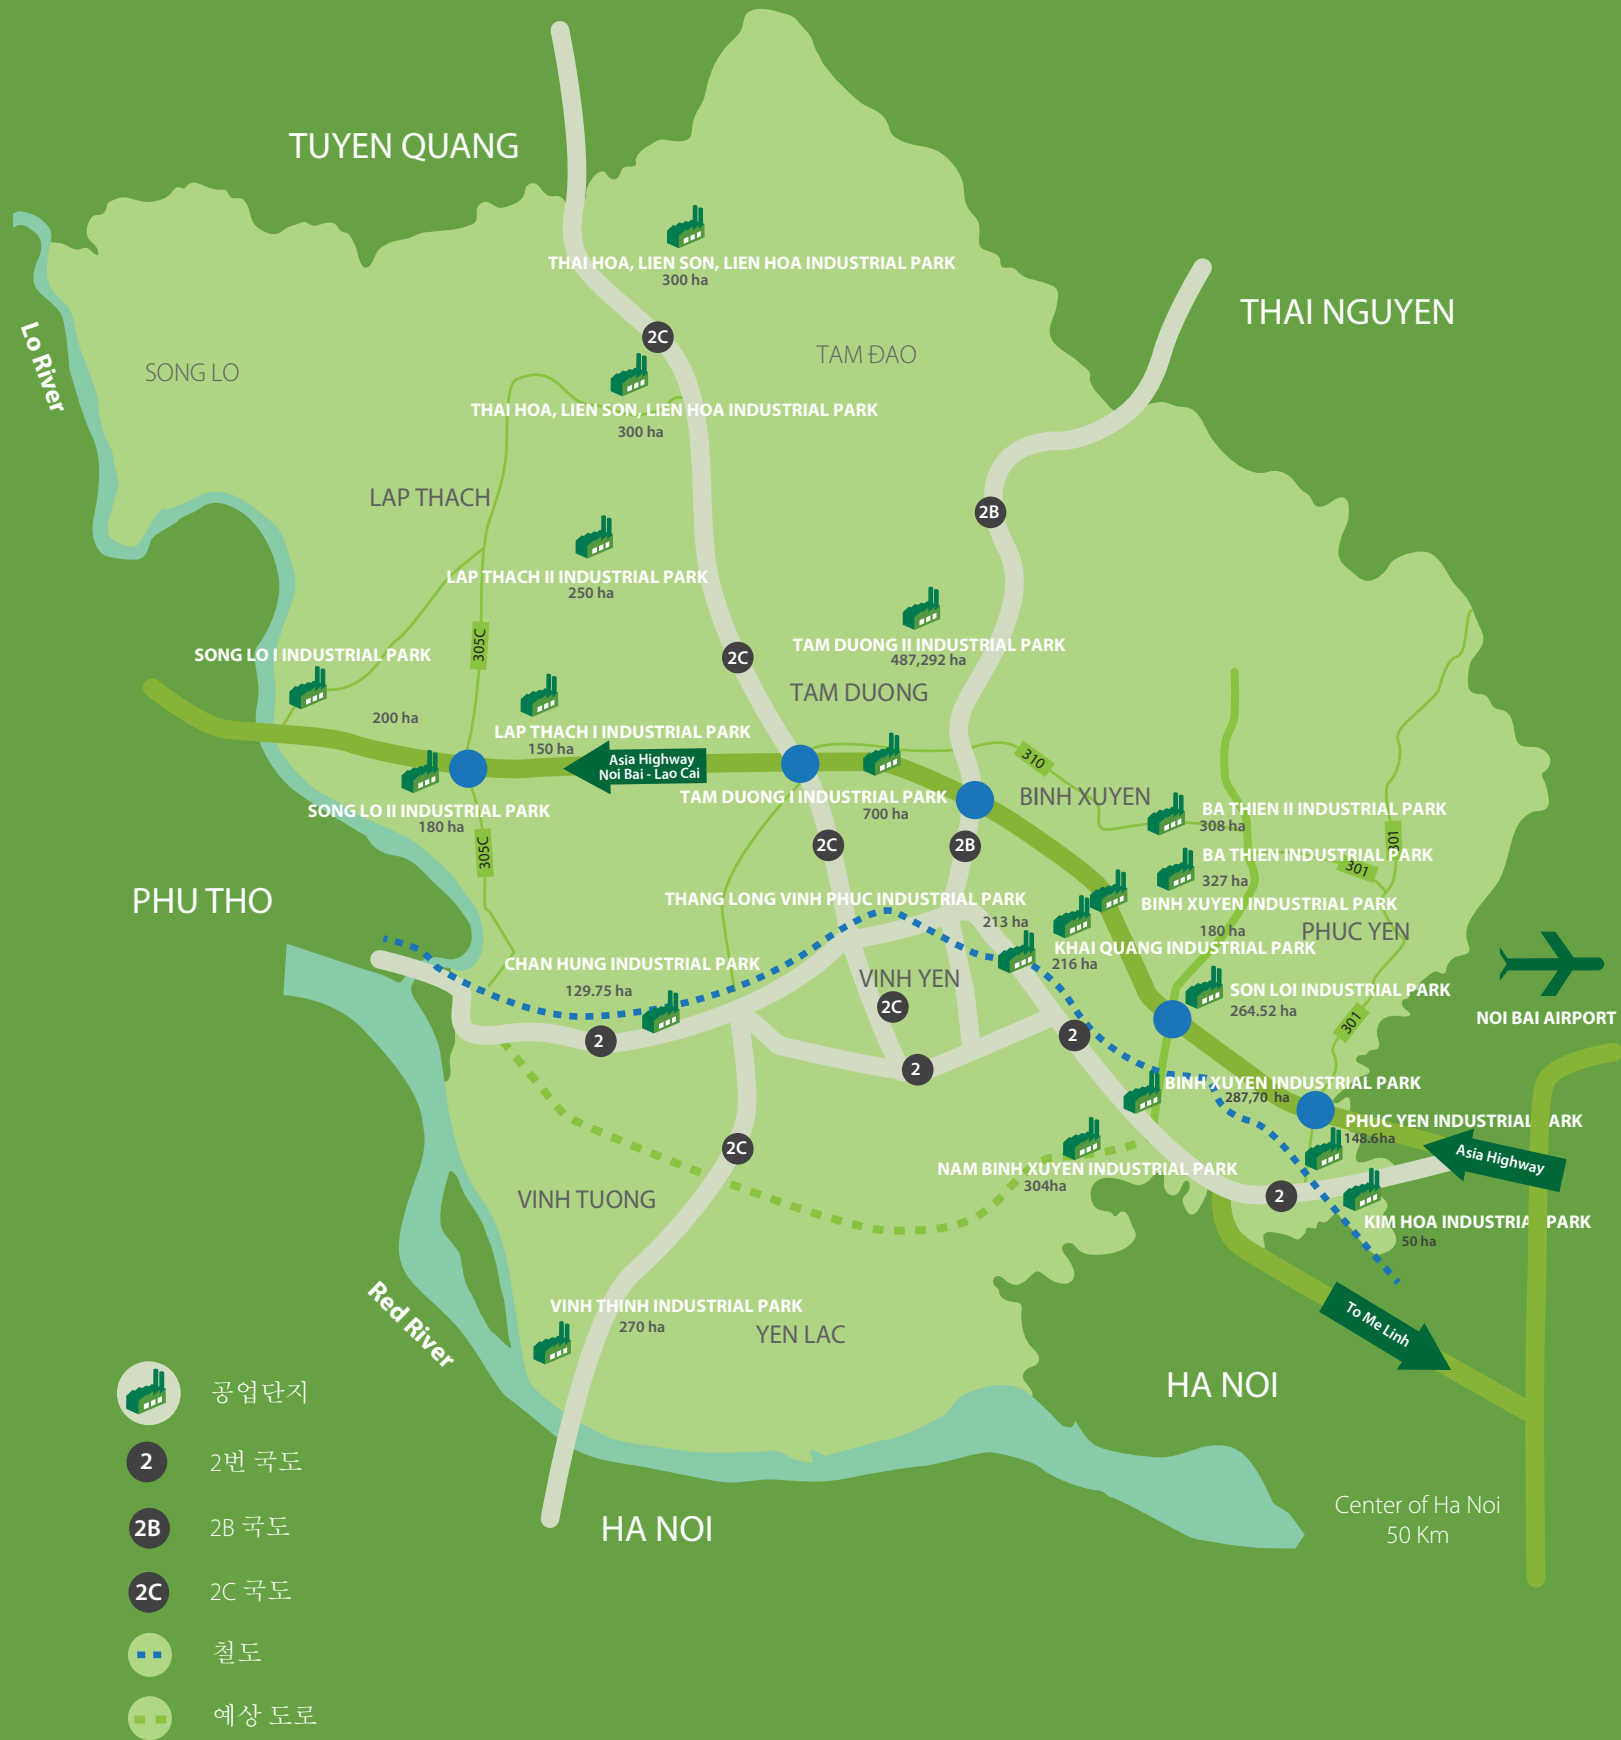 TUYEN QUANG
THAI HOA, LIEN SON, LIEN HOA INDUSTRIAL PARK
300 ha
THAI NGUYEN
Lo River
2C
SONG LO
TAM ĐAO
THAI HOA, LIEN SON, LIEN HOA INDUSTRIAL PARK
300 ha
LAP THACH
2B
LAP THACH II INDUSTRIAL PARK
250 ha
305C
SONG LO I INDUSTRIAL PARK
200 ha
2C
TAM DUONG II INDUSTRIAL PARK
487,292 ha
TAM DUONG
LAP THACH I INDUSTRIAL PARK
150 ha
Asia Highway
Noi Bai - Lao Cai
310
SONG LO II INDUSTRIAL PARK
180 ha
TAM DUONG I INDUSTRIAL PARK
700 ha
BINH XUYEN
BA THIEN II INDUSTRIAL PARK
308 ha
305C
2C
2B
301
BA THIEN INDUSTRIAL PARK
301
327 ha
PHU THO
THANG LONG VINH PHUC INDUSTRIAL PARK
213 ha
BINH XUYEN INDUSTRIAL PARK
180 ha
PHUC YEN
KHAI QUANG INDUSTRIAL PARK
216 ha
CHAN HUNG INDUSTRIAL PARK
129.75 ha
VINH YEN
2C
SON LOI INDUSTRIAL PARK
264.52 ha
NOI BAI AIRPORT
301
2
2
2
BINH XUYEN INDUSTRIAL PARK
287,70 ha
PHUC YEN INDUSTRIAL PARK
148.6ha
Asia Highway
2C
NAM BINH XUYEN INDUSTRIAL PARK
304ha
VINH TUONG
2
KIM HOA INDUSTRIAL PARK
50 ha
Red River
VINH THINH INDUSTRIAL PARK
270 ha
YEN LAC
To Me Linh
HA NOI
HA NOI
Center of Ha Noi
50 Km
공업단지
2
2번 국도
2B
2B 국도
2C
2C 국도
철도
예상 도로